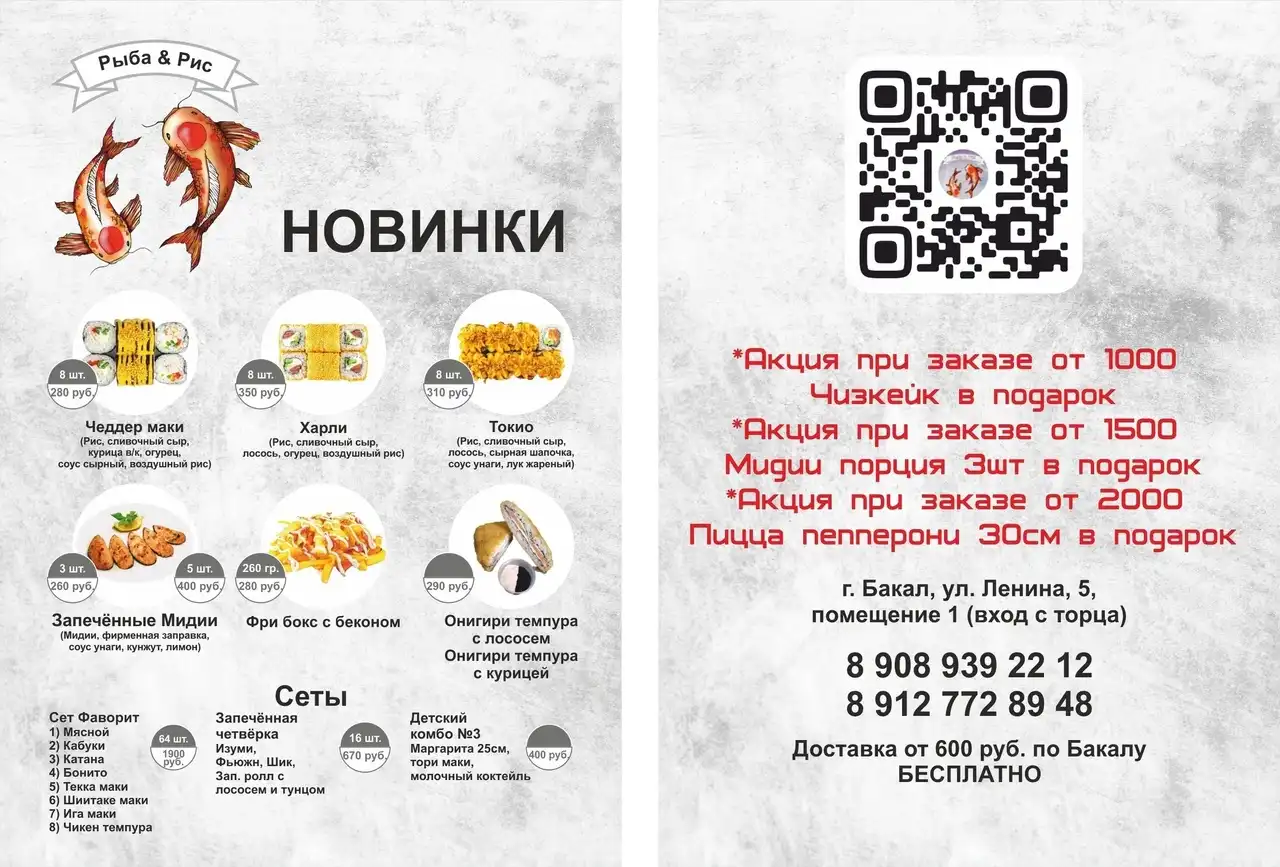 Рыба & Рис
НОВИНКИ
8 шт.
280 руб.
Чеддер маки
(Рис, сливочный сыр,
курица в/к, огурец,
соус сырный, воздушный рис)
8 шт.
350 руб.
Харли
(Рис, сливочный сыр,
лосось, огурец, воздушный рис)
8 шт.
310 руб.
Токио
(Рис, сливочный сыр,
лосось, сырная шапочка,
соус унаги, лук жареный)
3 шт.
260 руб.
5 шт.
400 руб.
Запечённые Мидии
(Мидии, фирменная заправка,
соус унаги, кунжут, лимон)
260 гр.
280 руб.
Фри бокс с беконом
290 руб.
Онигири темпура
с лососем
Онигири темпура
с курицей
Сеты
Сет Фаворит
1) Мясной
2) Кабуки
3) Катана
4) Бонито
5) Текка маки
6) Шиитаке маки
7) Ига маки
8) Чикен темпура
64 шт.
1900
руб.
Запечённая
четвёрка
Изуми,
Фьюжн, Шик,
Зап. ролл с
лососем и тунцом
16 шт.
670 руб.
Детский
комбо №3
Маргарита 25см,
тори маки,
молочный коктейль
400 руб.
*Акция при заказе от 1000
Чизкейк в подарок
*Акция при заказе от 1500
Мидии порция 3шт в подарок
*Акция при заказе от 2000
Пицца пепперони 30см в подарок
г. Бакал, ул. Ленина, 5,
помещение 1 (вход с торца)
8 908 939 22 12
8 912 772 89 48
Доставка от 600 руб. по Бакалу
БЕСПЛАТНО